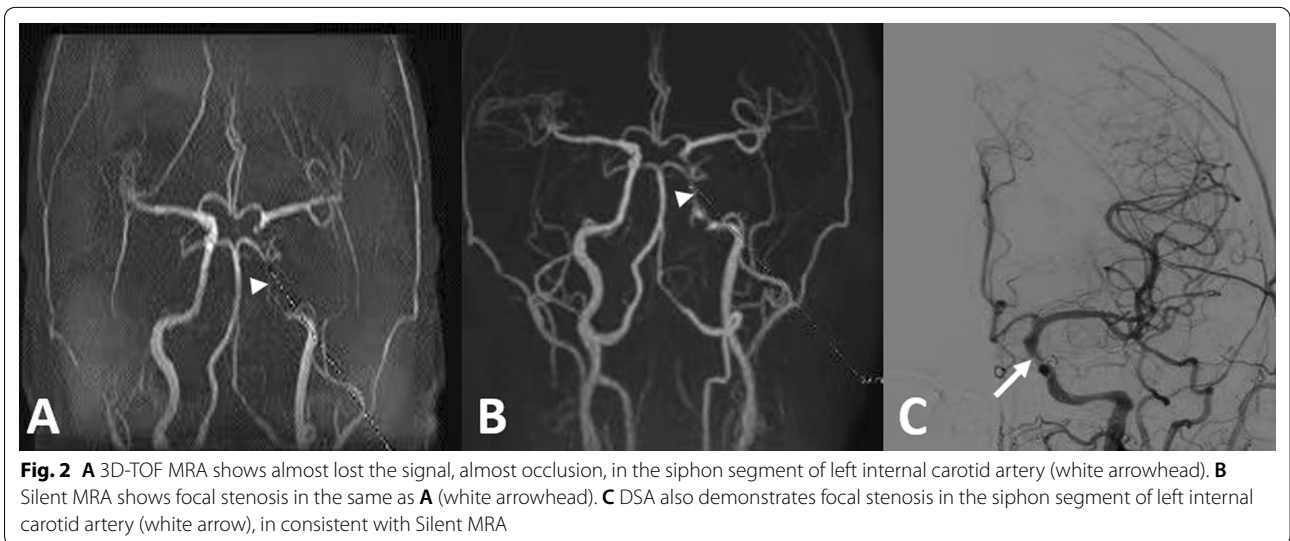 A
B
C
Fig. 2 A 3D-TOF MRA shows almost lost the signal, almost occlusion, in the siphon segment of left internal carotid artery (white arrowhead). B
Silent MRA shows focal stenosis in the same as A (white arrowhead). C DSA also demonstrates focal stenosis in the siphon segment of left internal
carotid artery (white arrow), in consistent with Silent MRA